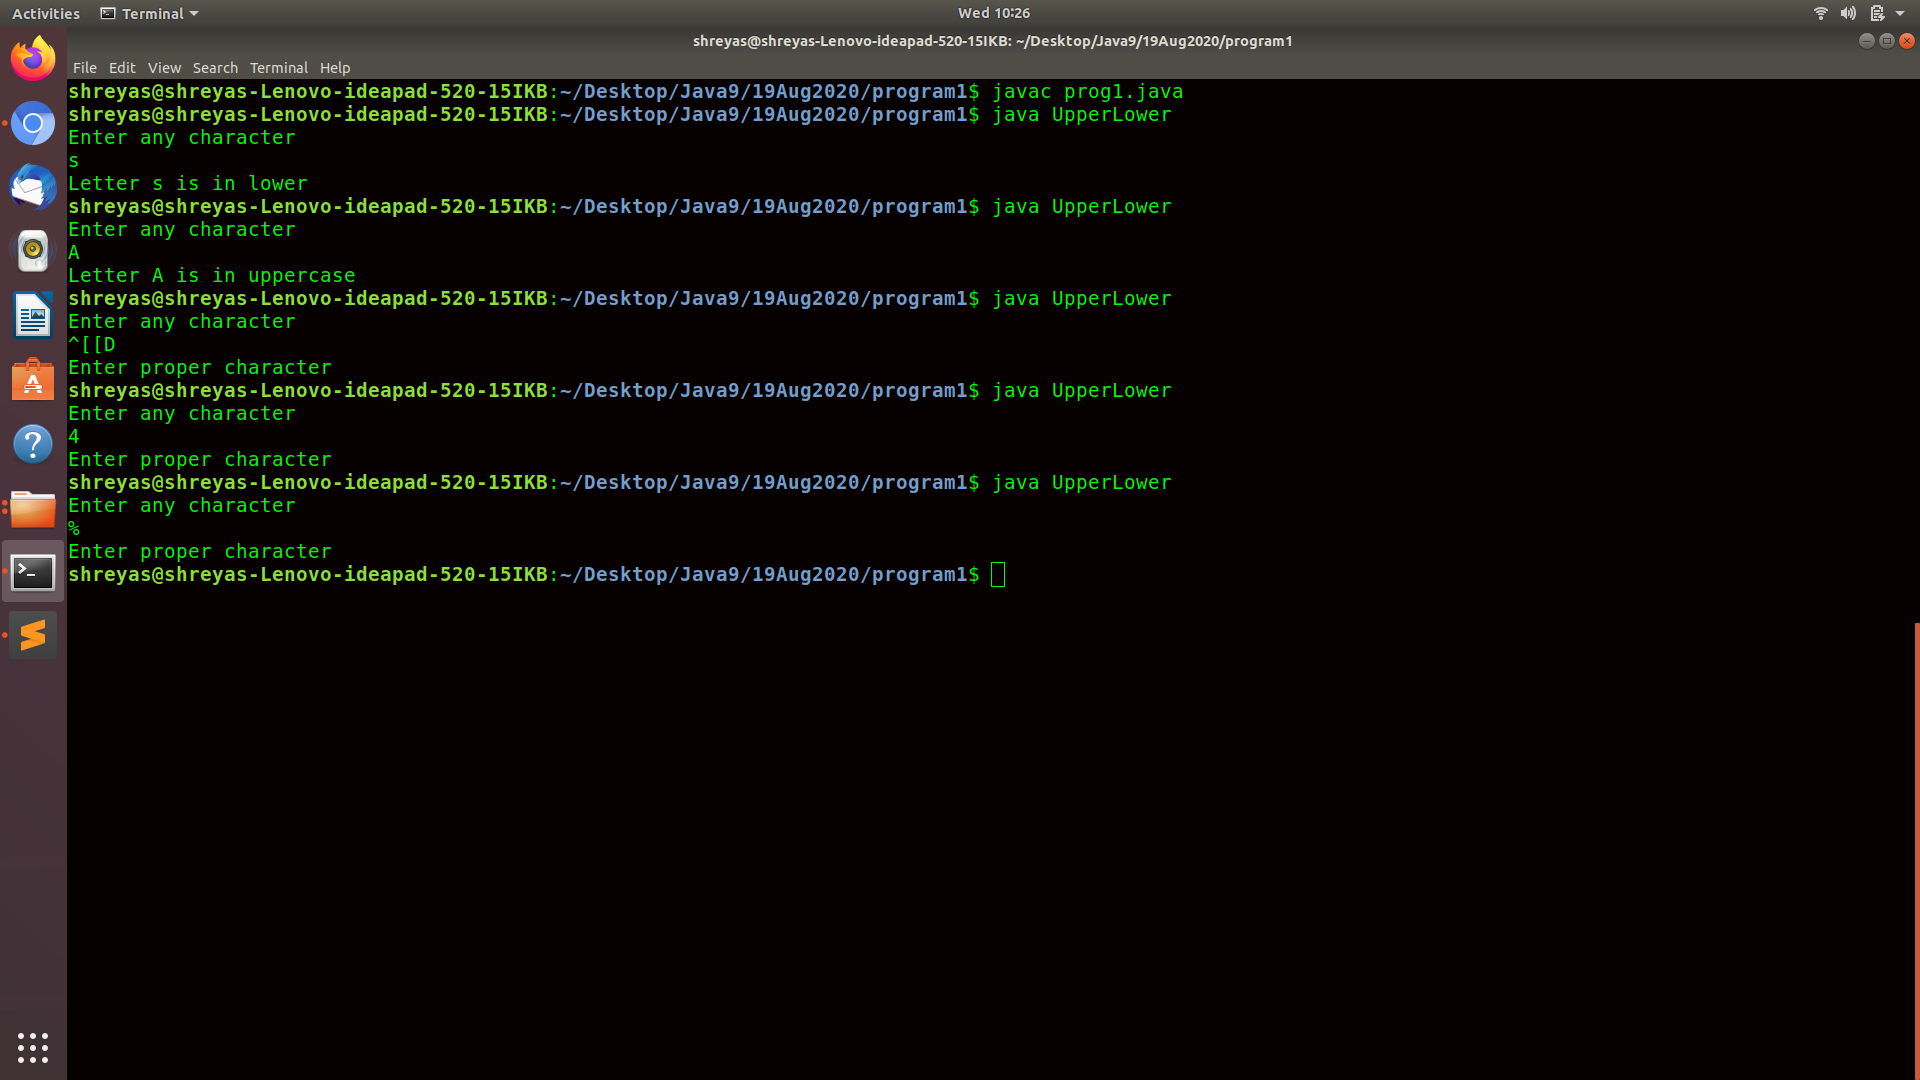 Activities Terminal Wed 10:26
shreyas@shreyas-Lenovo-ideapad-520-15IKB: ~/Desktop/Java9/19Aug2020/program1
File Edit View Search Terminal Help
shreyas@shreyas-Lenovo-ideapad-520-15IKB:~/Desktop/Java9/19Aug2020/program1$ javac prog1.java
shreyas@shreyas-Lenovo-ideapad-520-15IKB:~/Desktop/Java9/19Aug2020/program1$ java UpperLower
Enter any character
s
Letter s is in lower
shreyas@shreyas-Lenovo-ideapad-520-15IKB:~/Desktop/Java9/19Aug2020/program1$ java UpperLower
Enter any character
A
Letter A is in uppercase
shreyas@shreyas-Lenovo-ideapad-520-15IKB:~/Desktop/Java9/19Aug2020/program1$ java UpperLower
Enter any character
^[[D
Enter proper character
shreyas@shreyas-Lenovo-ideapad-520-15IKB:~/Desktop/Java9/19Aug2020/program1$ java UpperLower
Enter any character
4
Enter proper character
shreyas@shreyas-Lenovo-ideapad-520-15IKB:~/Desktop/Java9/19Aug2020/program1$ java UpperLower
Enter any character
%
Enter proper character
shreyas@shreyas-Lenovo-ideapad-520-15IKB:~/Desktop/Java9/19Aug2020/program1$